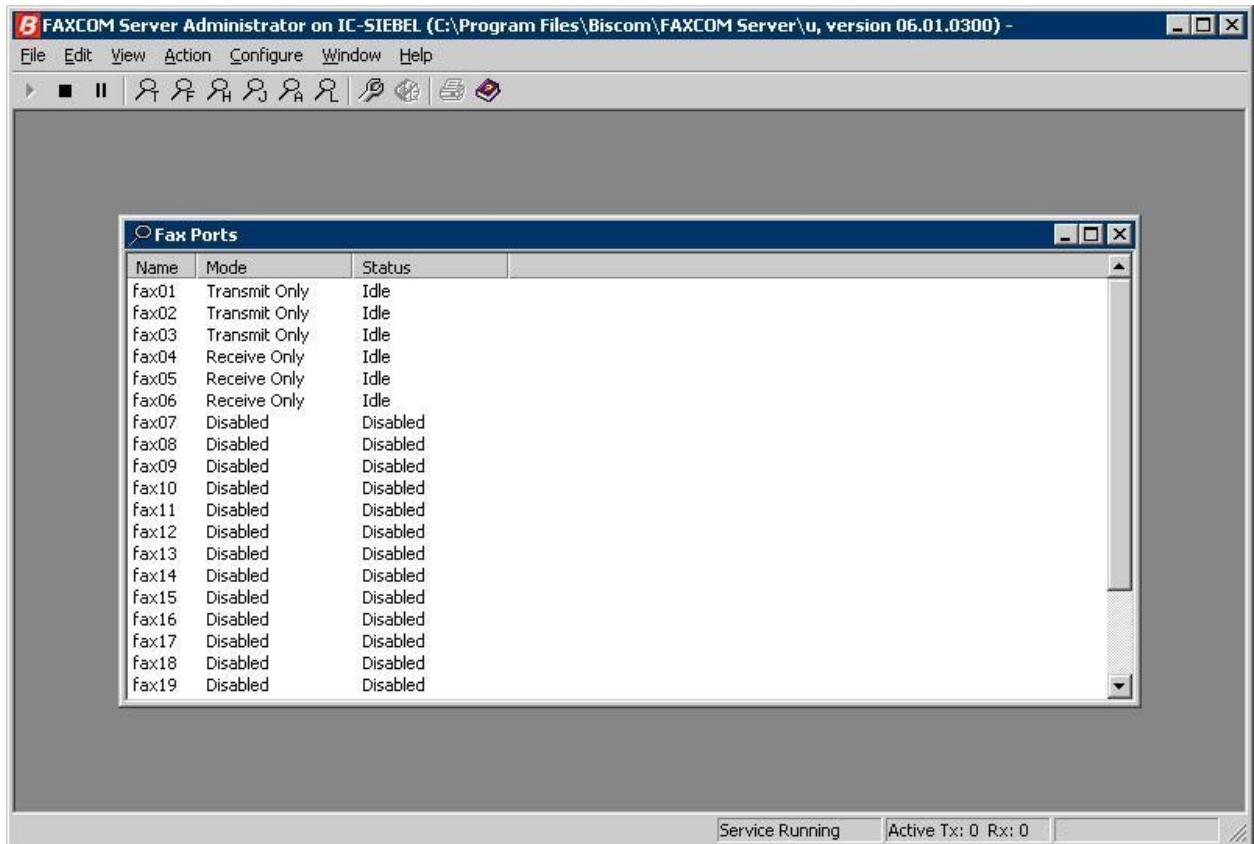 B FAXCOM Server Administrator on IC-SIEBEL (C:\Program Files\Biscom\FAXCOM Server\u, version 06.01.0300) -
File Edit View Action Configure Window Help
T F H J A L
Fax Ports
Name Mode Status
fax01 Transmit Only Idle
fax02 Transmit Only Idle
fax03 Transmit Only Idle
fax04 Receive Only Idle
fax05 Receive Only Idle
fax06 Receive Only Idle
fax07 Disabled Disabled
fax08 Disabled Disabled
fax09 Disabled Disabled
fax10 Disabled Disabled
fax11 Disabled Disabled
fax12 Disabled Disabled
fax13 Disabled Disabled
fax14 Disabled Disabled
fax15 Disabled Disabled
fax16 Disabled Disabled
fax17 Disabled Disabled
fax18 Disabled Disabled
fax19 Disabled Disabled
Service Running Active Tx: 0 Rx: 0